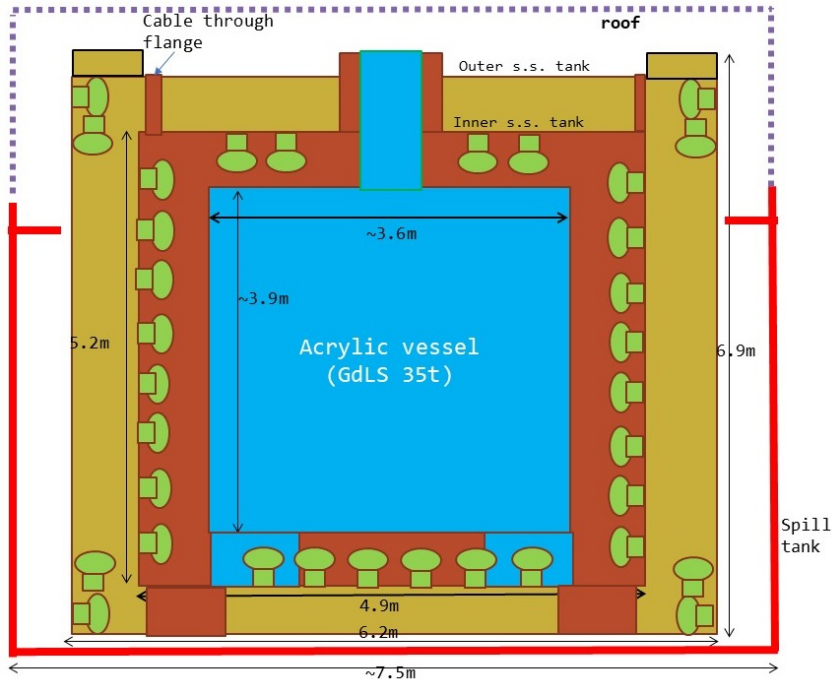 Cable through
flange
roof
Outer s.s. tank
Inner s.s. tank
~3.6m
~3.9m
5.2m
6.9m
Acrylic vessel
(GdLS 35t)
Spill
tank
4.9m
6.2m
~7.5m